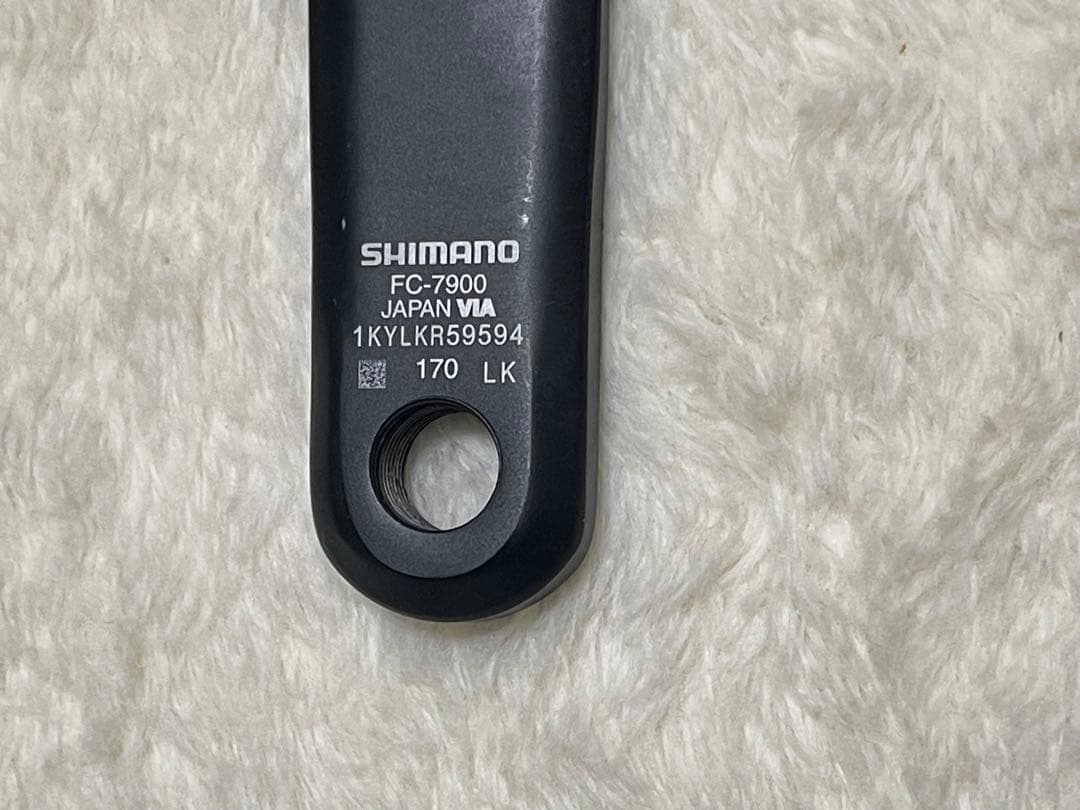 SHIMANO
FC-7900
JAPAN VIA
1KYLKR59594
170 LK